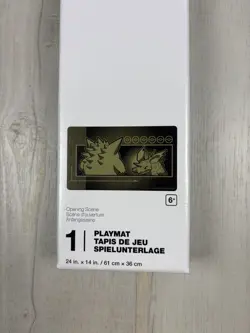 Opening Scene
Scène d'ouverture
Anfangsszene
6+
1
PLAYMAT
TAPIS DE JEU
SPIELUNTERLAGE
24 in. x 14 in. / 61 cm x 36 cm